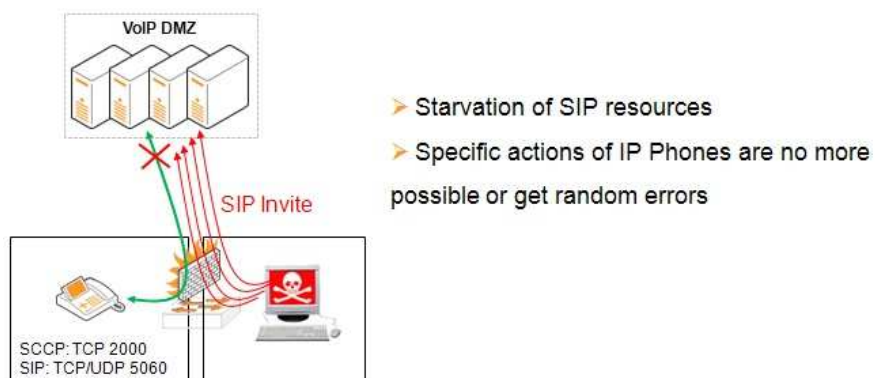 VoIP DMZ
➢ Starvation of SIP resources
➢ Specific actions of IP Phones are no more
possible or get random errors
SIP Invite
SCCP: TCP 2000
SIP: TCP/UDP 5060